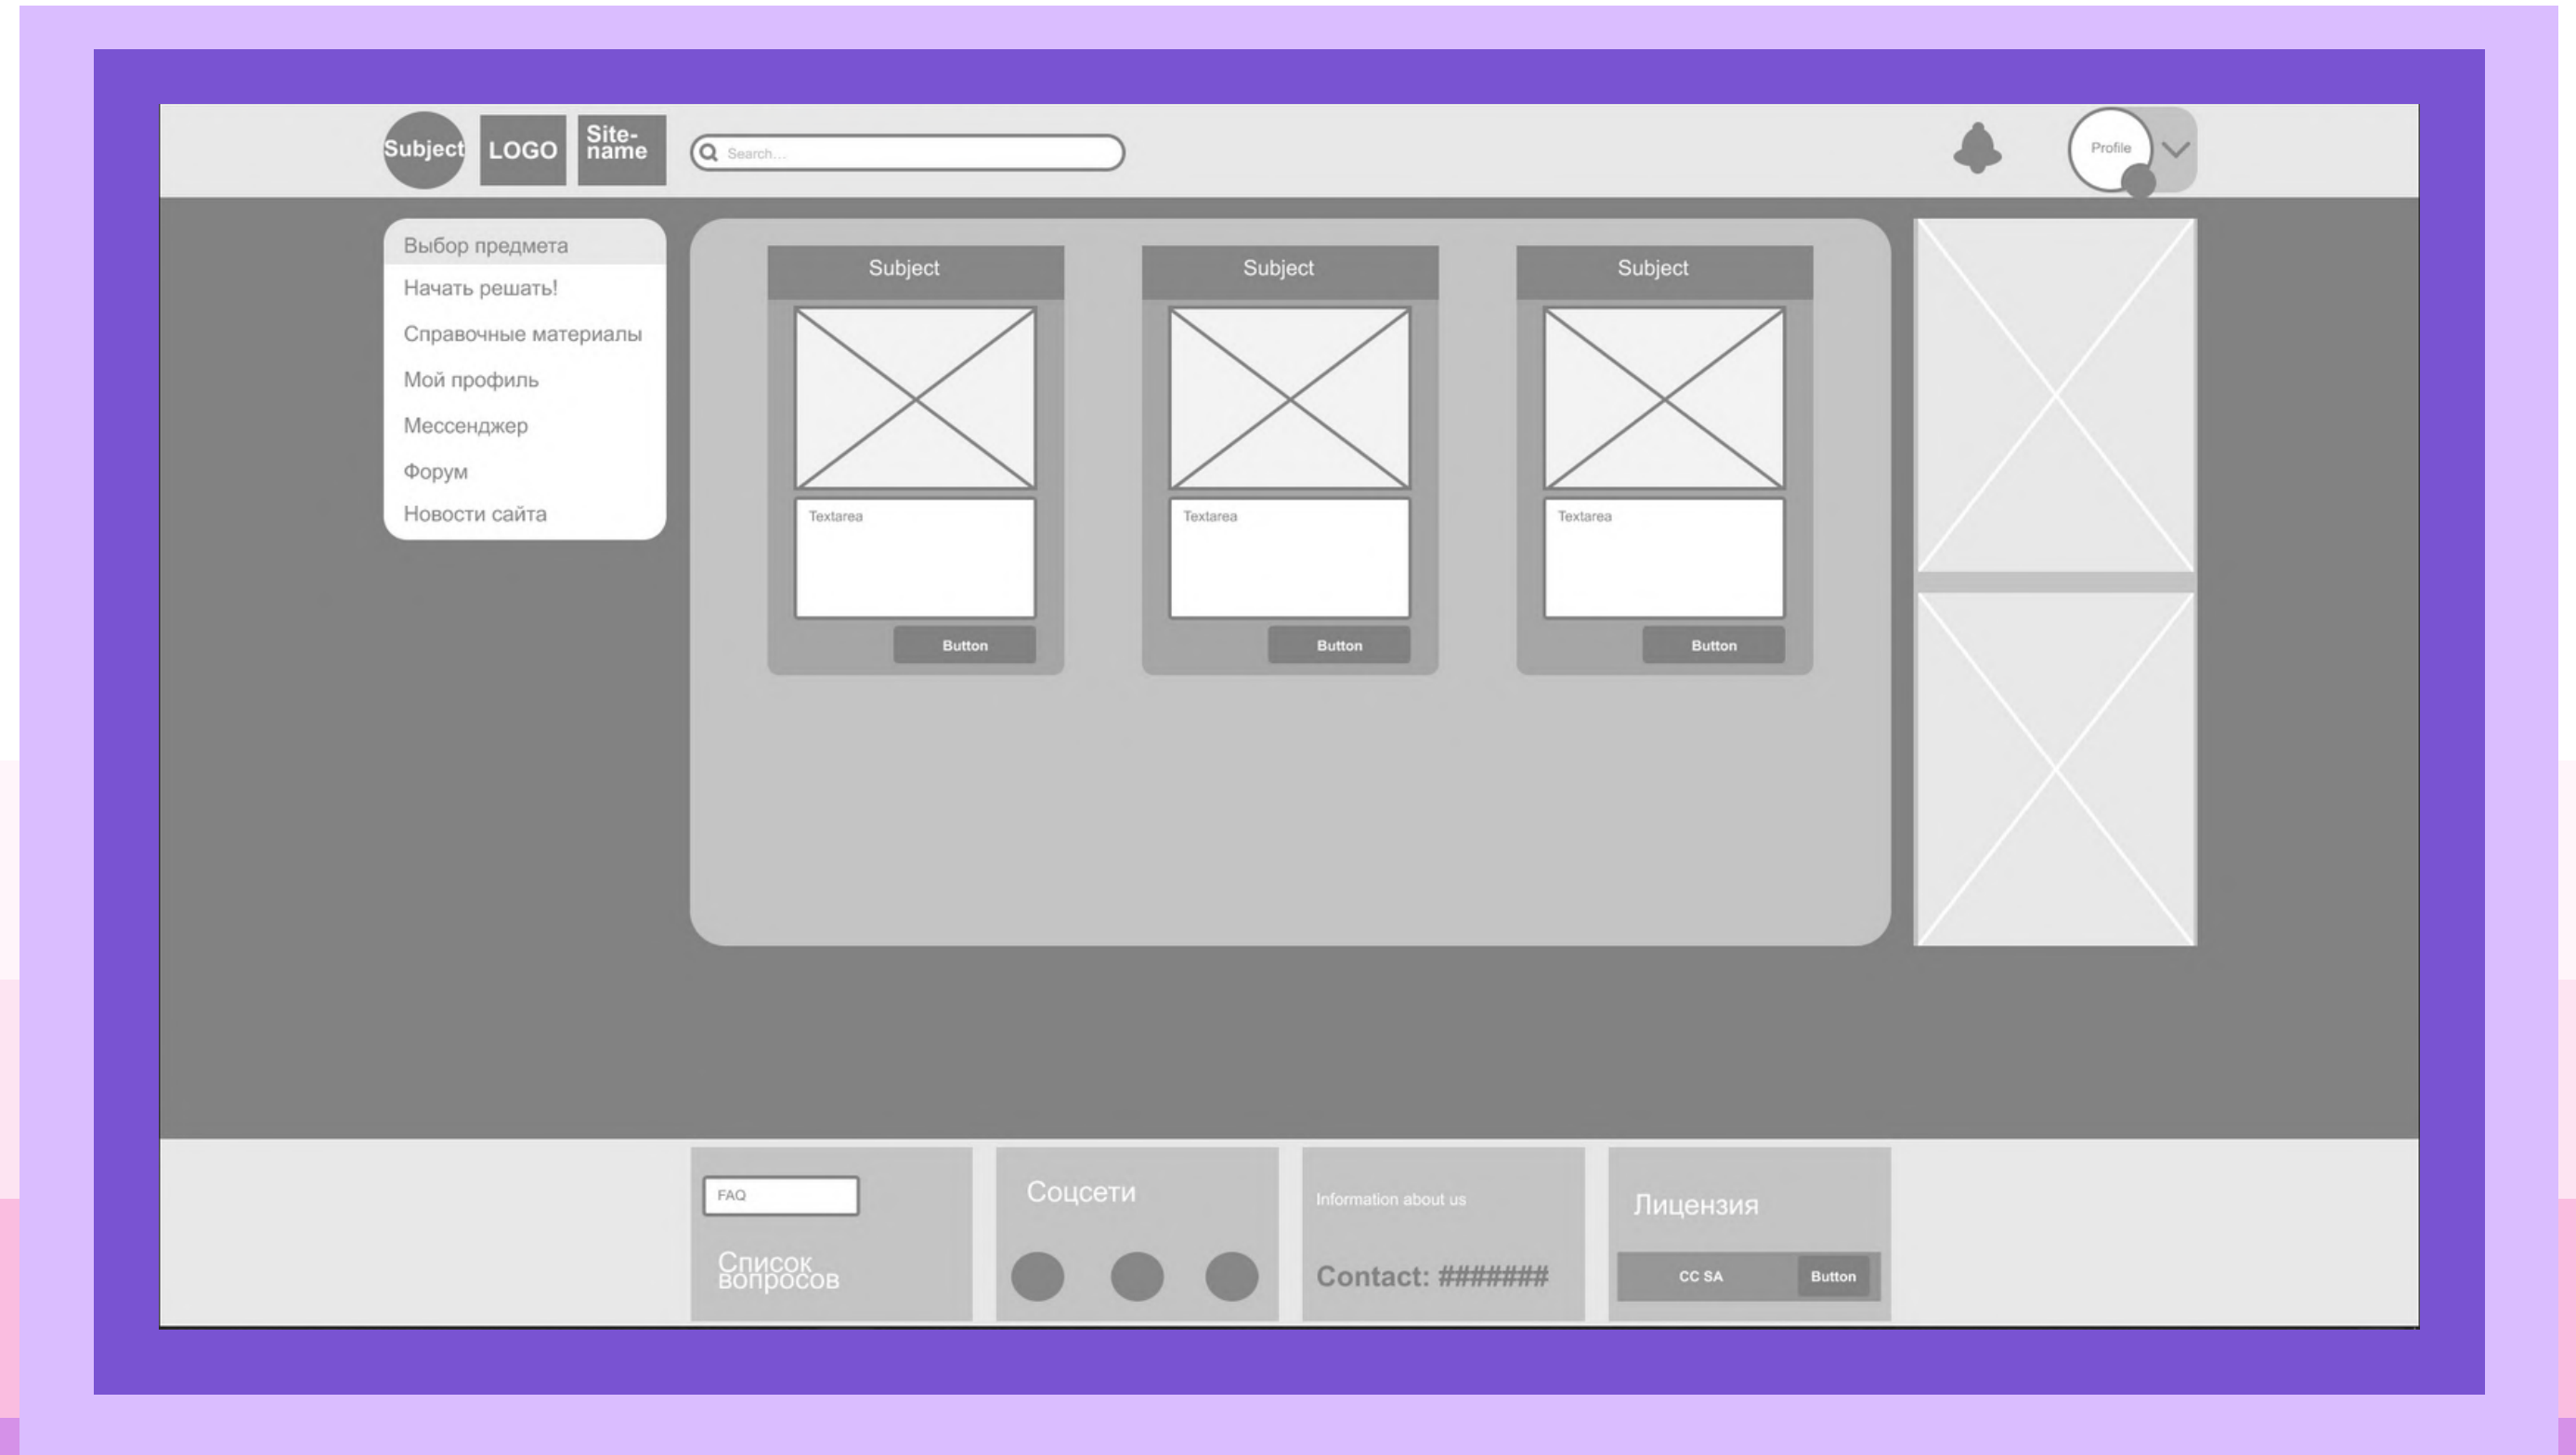 Subject
LOGO
Site-
name
Search...
Profile
Выбор предмета
Начать решать!
Справочные материалы
Мой профиль
Мессенджер
Форум
Новости сайта
Subject
Textarea
Button
Subject
Textarea
Button
Subject
Textarea
Button
FAQ
Список
вопросов
Соцсети
Information about us
Contact: #######
Лицензия
CC SA
Button